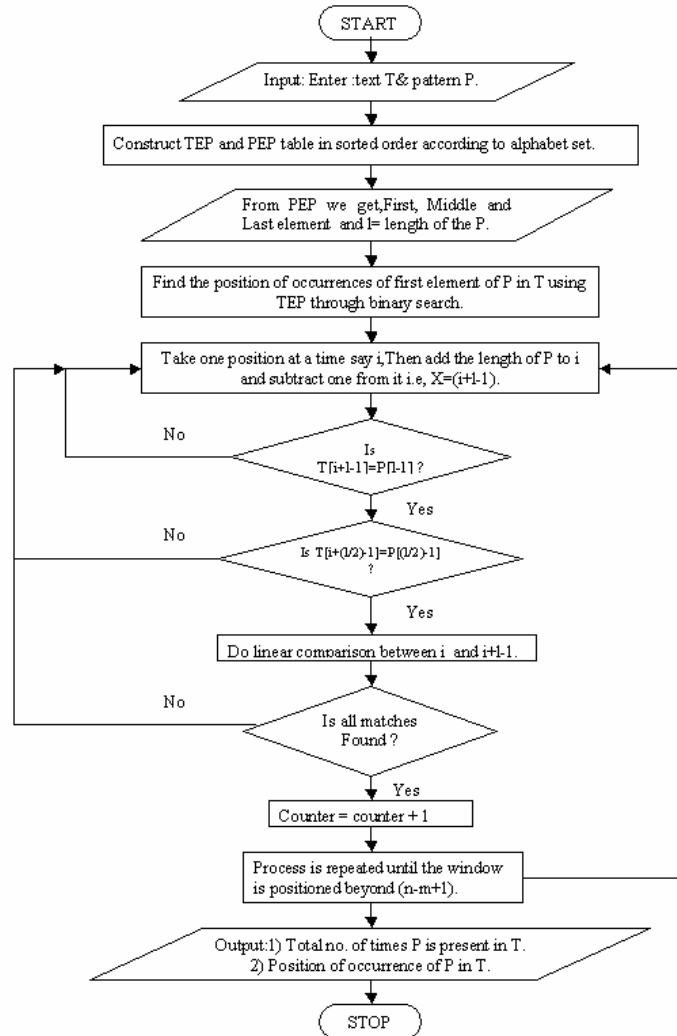 START
Input: Enter :text T& pattern P.
Construct TEP and PEP table in sorted order according to alphabet set.
From PEP we get,First, Middle and
Last element and l= length of the P.
Find the position of occurrences of first element of P in T using
TEP through binary search.
Take one position at a time say i,Then add the length of P to i
and subtract one from it i.e, X=(i+l-1).
No
Is
T[i+l-1]=P[l-1] ?
Yes
No
Is T[i+(l/2)-1]=P[(l/2)-1]
?
Yes
Do linear comparison between i and i+l-1.
No
Is all matches
Found ?
Yes
Counter = counter + 1
Process is repeated until the window
is positioned beyond (n-m+1).
Output:1) Total no. of times P is present in T.
2) Position of occurrence of P in T.
STOP